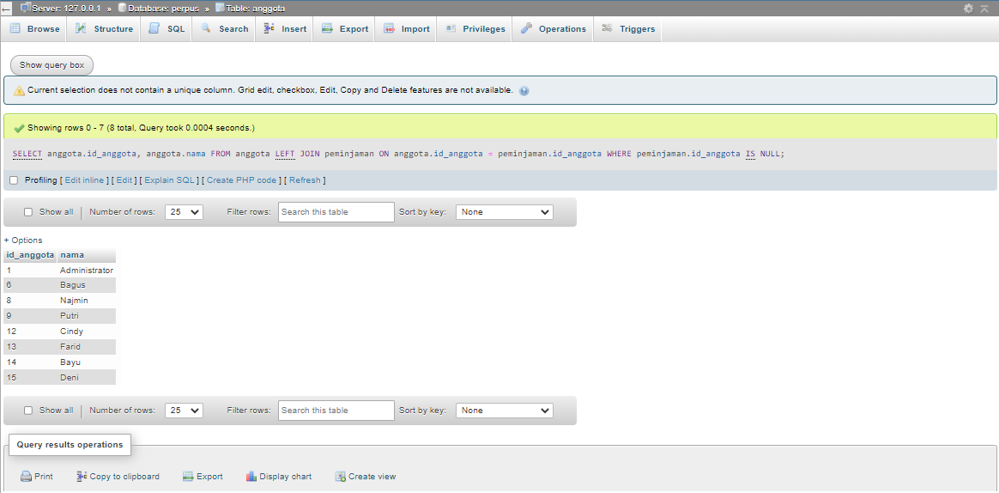 Server: 127.0.0.1 » Database: perpus » Table: anggota
Browse Structure SQL Search Insert Export Import Privileges Operations Triggers
Show query box
Current selection does not contain a unique column. Grid edit, checkbox, Edit, Copy and Delete features are not available.
Showing rows 0 - 7 (8 total, Query took 0.0004 seconds.)
SELECT anggota.id_anggota, anggota.nama FROM anggota LEFT JOIN peminjaman ON anggota.id_anggota = peminjaman.id_anggota WHERE peminjaman.id_anggota IS NULL;
Profiling [ Edit inline ] [ Edit ] [ Explain SQL ] [ Create PHP code ] [ Refresh ]
Show all Number of rows: 25 Filter rows: Search this table Sort by key: None
+ Options
id_anggota nama
1 Administrator
6 Bagus
8 Najmin
9 Putri
12 Cindy
13 Farid
14 Bayu
15 Deni
Show all Number of rows: 25 Filter rows: Search this table Sort by key: None
Query results operations
Print Copy to clipboard Export Display chart Create view